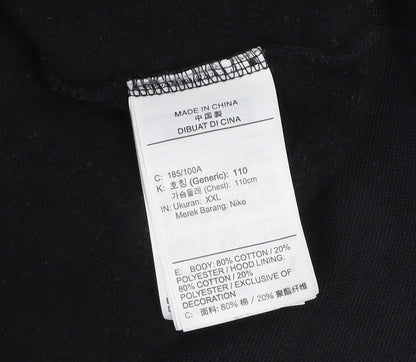 MADE IN CHINA
中国製
DIBUAT DI CINA
C: 185/100A
K: 호칭 (Generic): 110
가슴둘레 (Chest): 110cm
IN: Ukuran: XXL
Merek Barang: Nike
E: BODY: 80% COTTON / 20%
POLYESTER / HOOD LINING:
80% COTTON / 20%
POLYESTER / EXCLUSIVE OF
DECORATION
C: 面料: 80% 棉 / 20% 聚酯纤维